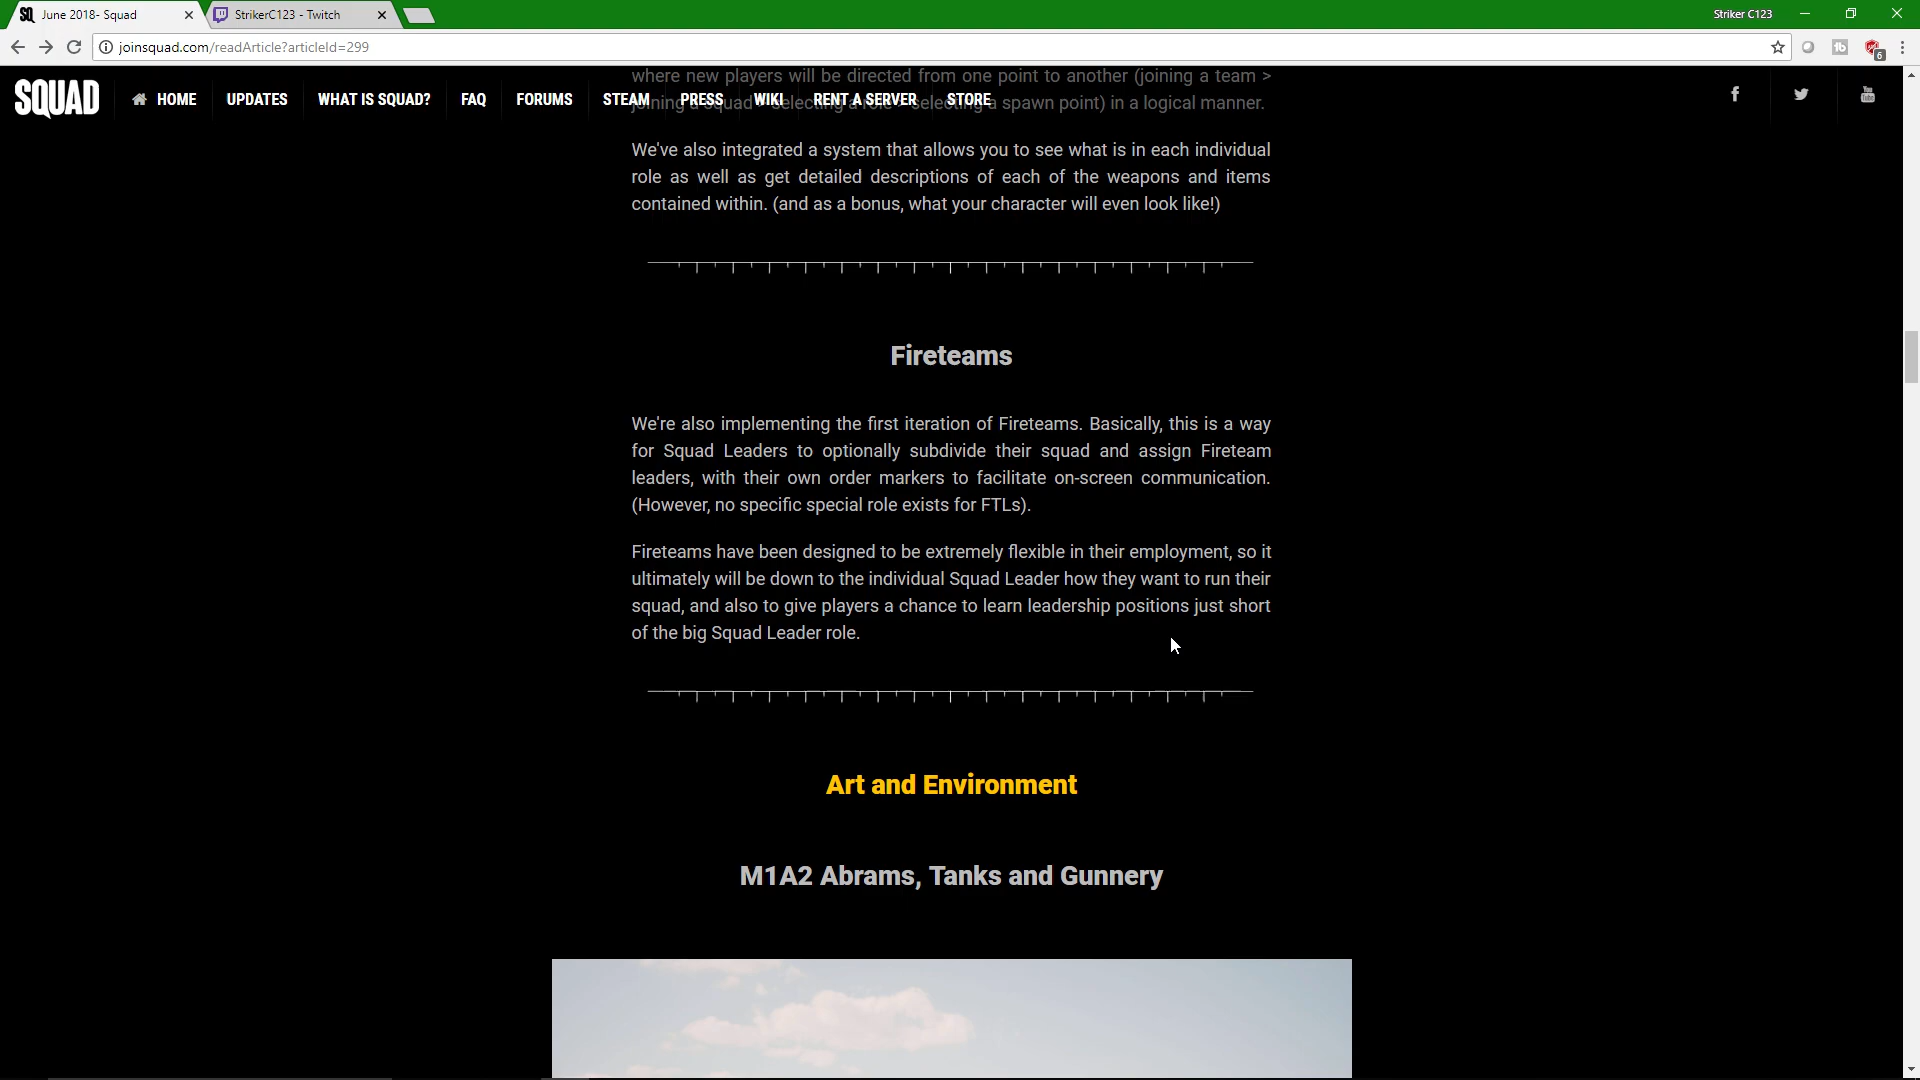 June 2018- Squad
StrikerC123 - Twitch
Striker C123
joinsquad.com/readArticle?articleId=299
6
where new players will be directed from one point to another (joining a team >
SQUAD
HOME
UPDATES
WHAT IS SQUAD?
FAQ
FORUMS
STEAM
PRESS
WIKI
RENT A SERVER
STORE
joining a squad > selecting a role > selecting a spawn point) in a logical manner.
We've also integrated a system that allows you to see what is in each individual
role as well as get detailed descriptions of each of the weapons and items
contained within. (and as a bonus, what your character will even look like!)
Fireteams
We're also implementing the first iteration of Fireteams. Basically, this is a way
for Squad Leaders to optionally subdivide their squad and assign Fireteam
leaders, with their own order markers to facilitate on-screen communication.
(However, no specific special role exists for FTLs).
Fireteams have been designed to be extremely flexible in their employment, so it
ultimately will be down to the individual Squad Leader how they want to run their
squad, and also to give players a chance to learn leadership positions just short
of the big Squad Leader role.
Art and Environment
M1A2 Abrams, Tanks and Gunnery